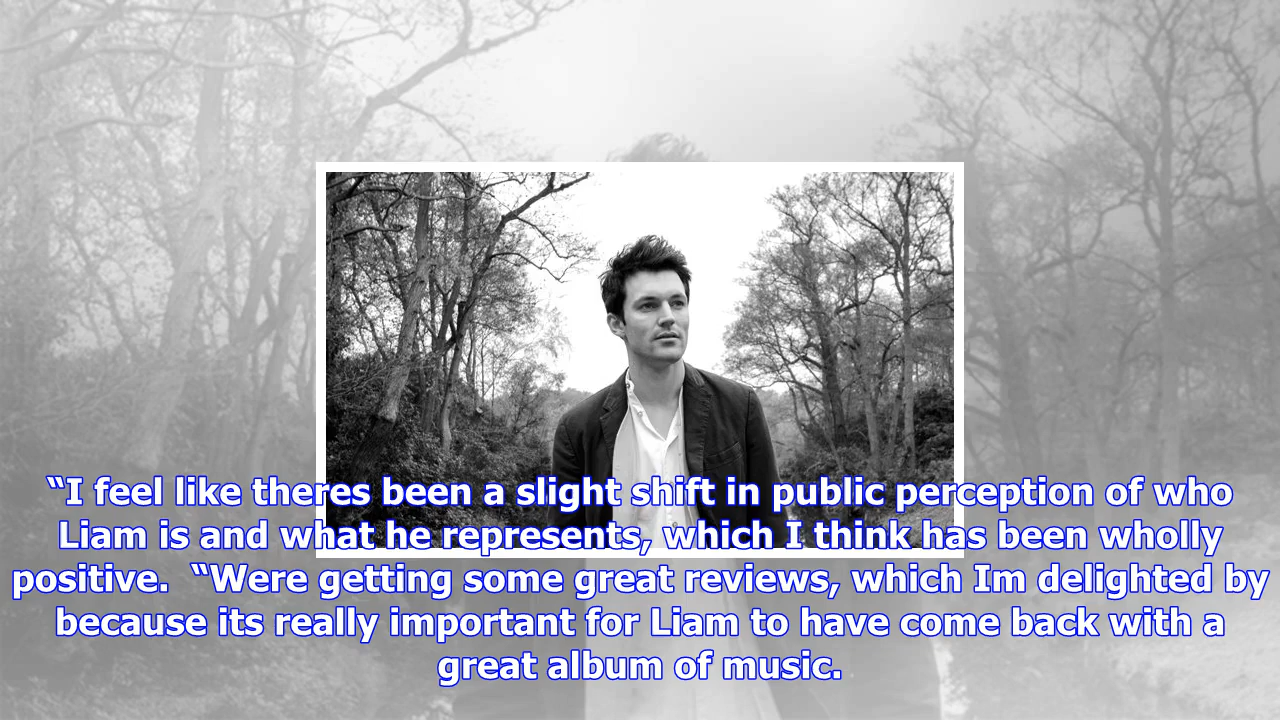 “I feel like theres been a slight shift in public perception of who
Liam is and what he represents, which I think has been wholly
positive.  “Were getting some great reviews, which Im delighted by
because its really important for Liam to have come back with a
great album of music.